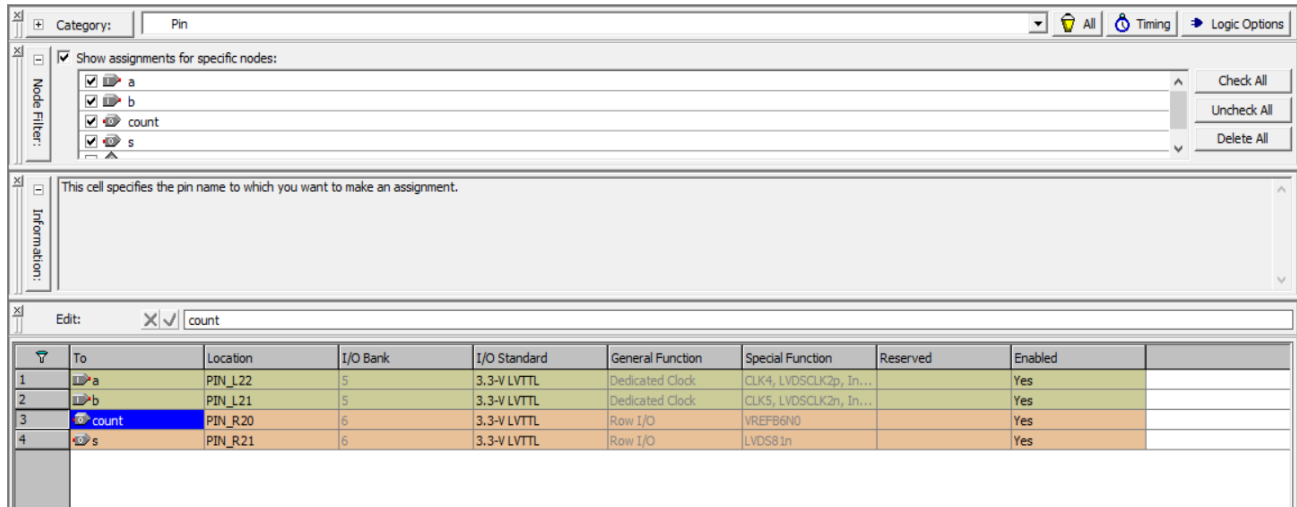 Category: Pin All Timing Logic Options
Show assignments for specific nodes:
Node Filter:
a Check All
b Uncheck All
count
s Delete All
This cell specifies the pin name to which you want to make an assignment.
Information:
Edit: count
To Location I/O Bank I/O Standard General Function Special Function Reserved Enabled
1 a PIN_L22 5 3.3-V LVTTL Dedicated Clock CLK4, LVDSCLK2p, In... Yes
2 b PIN_L21 5 3.3-V LVTTL Dedicated Clock CLK5, LVDSCLK2n, In... Yes
3 count PIN_R20 6 3.3-V LVTTL Row I/O VREFB6N0 Yes
4 s PIN_R21 6 3.3-V LVTTL Row I/O LVDS81n Yes